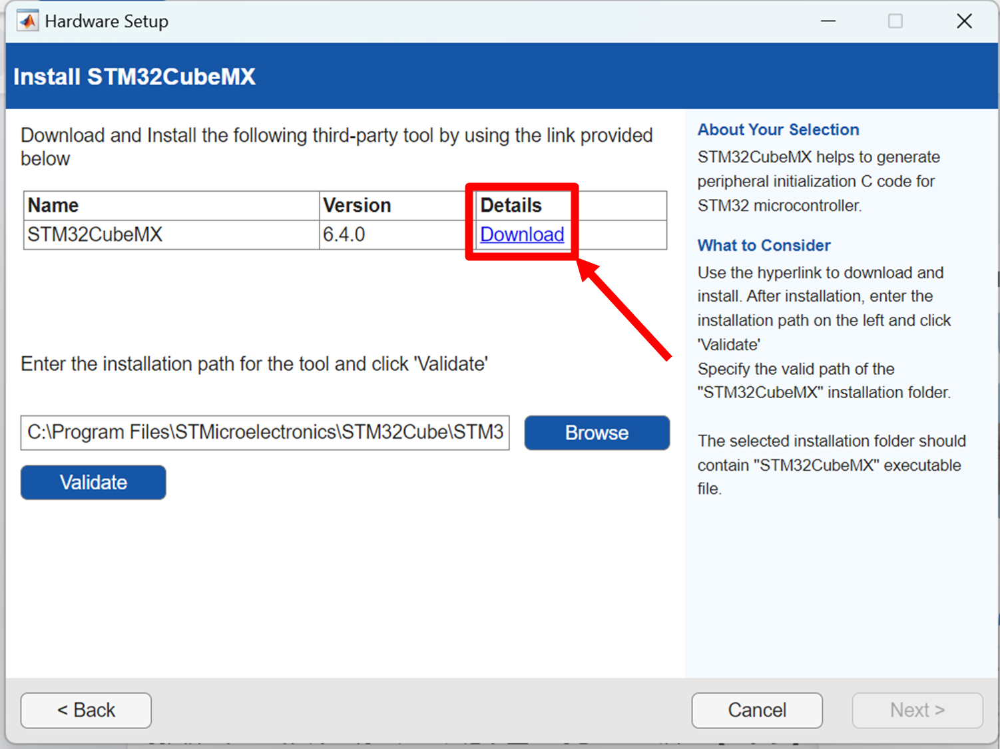 Hardware Setup
Install STM32CubeMX
Download and Install the following third-party tool by using the link provided
below
Name Version Details
STM32CubeMX 6.4.0 Download
Enter the installation path for the tool and click 'Validate'
C:\Program Files\STMicroelectronics\STM32Cube\STM3 Browse
Validate
About Your Selection
STM32CubeMX helps to generate
peripheral initialization C code for
STM32 microcontroller.
What to Consider
Use the hyperlink to download and
install. After installation, enter the
installation path on the left and click
'Validate'
Specify the valid path of the
"STM32CubeMX" installation folder.
The selected installation folder should
contain "STM32CubeMX" executable
file.
< Back Cancel Next >